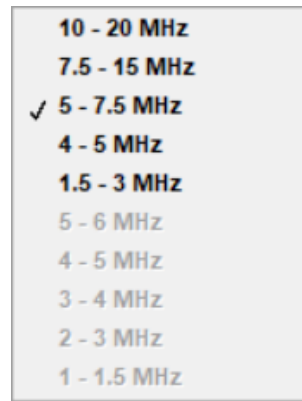 10 - 20 MHz
7.5 - 15 MHz
✓ 5 - 7.5 MHz
4 - 5 MHz
1.5 - 3 MHz
5 - 6 MHz
4 - 5 MHz
3 - 4 MHz
2 - 3 MHz
1 - 1.5 MHz